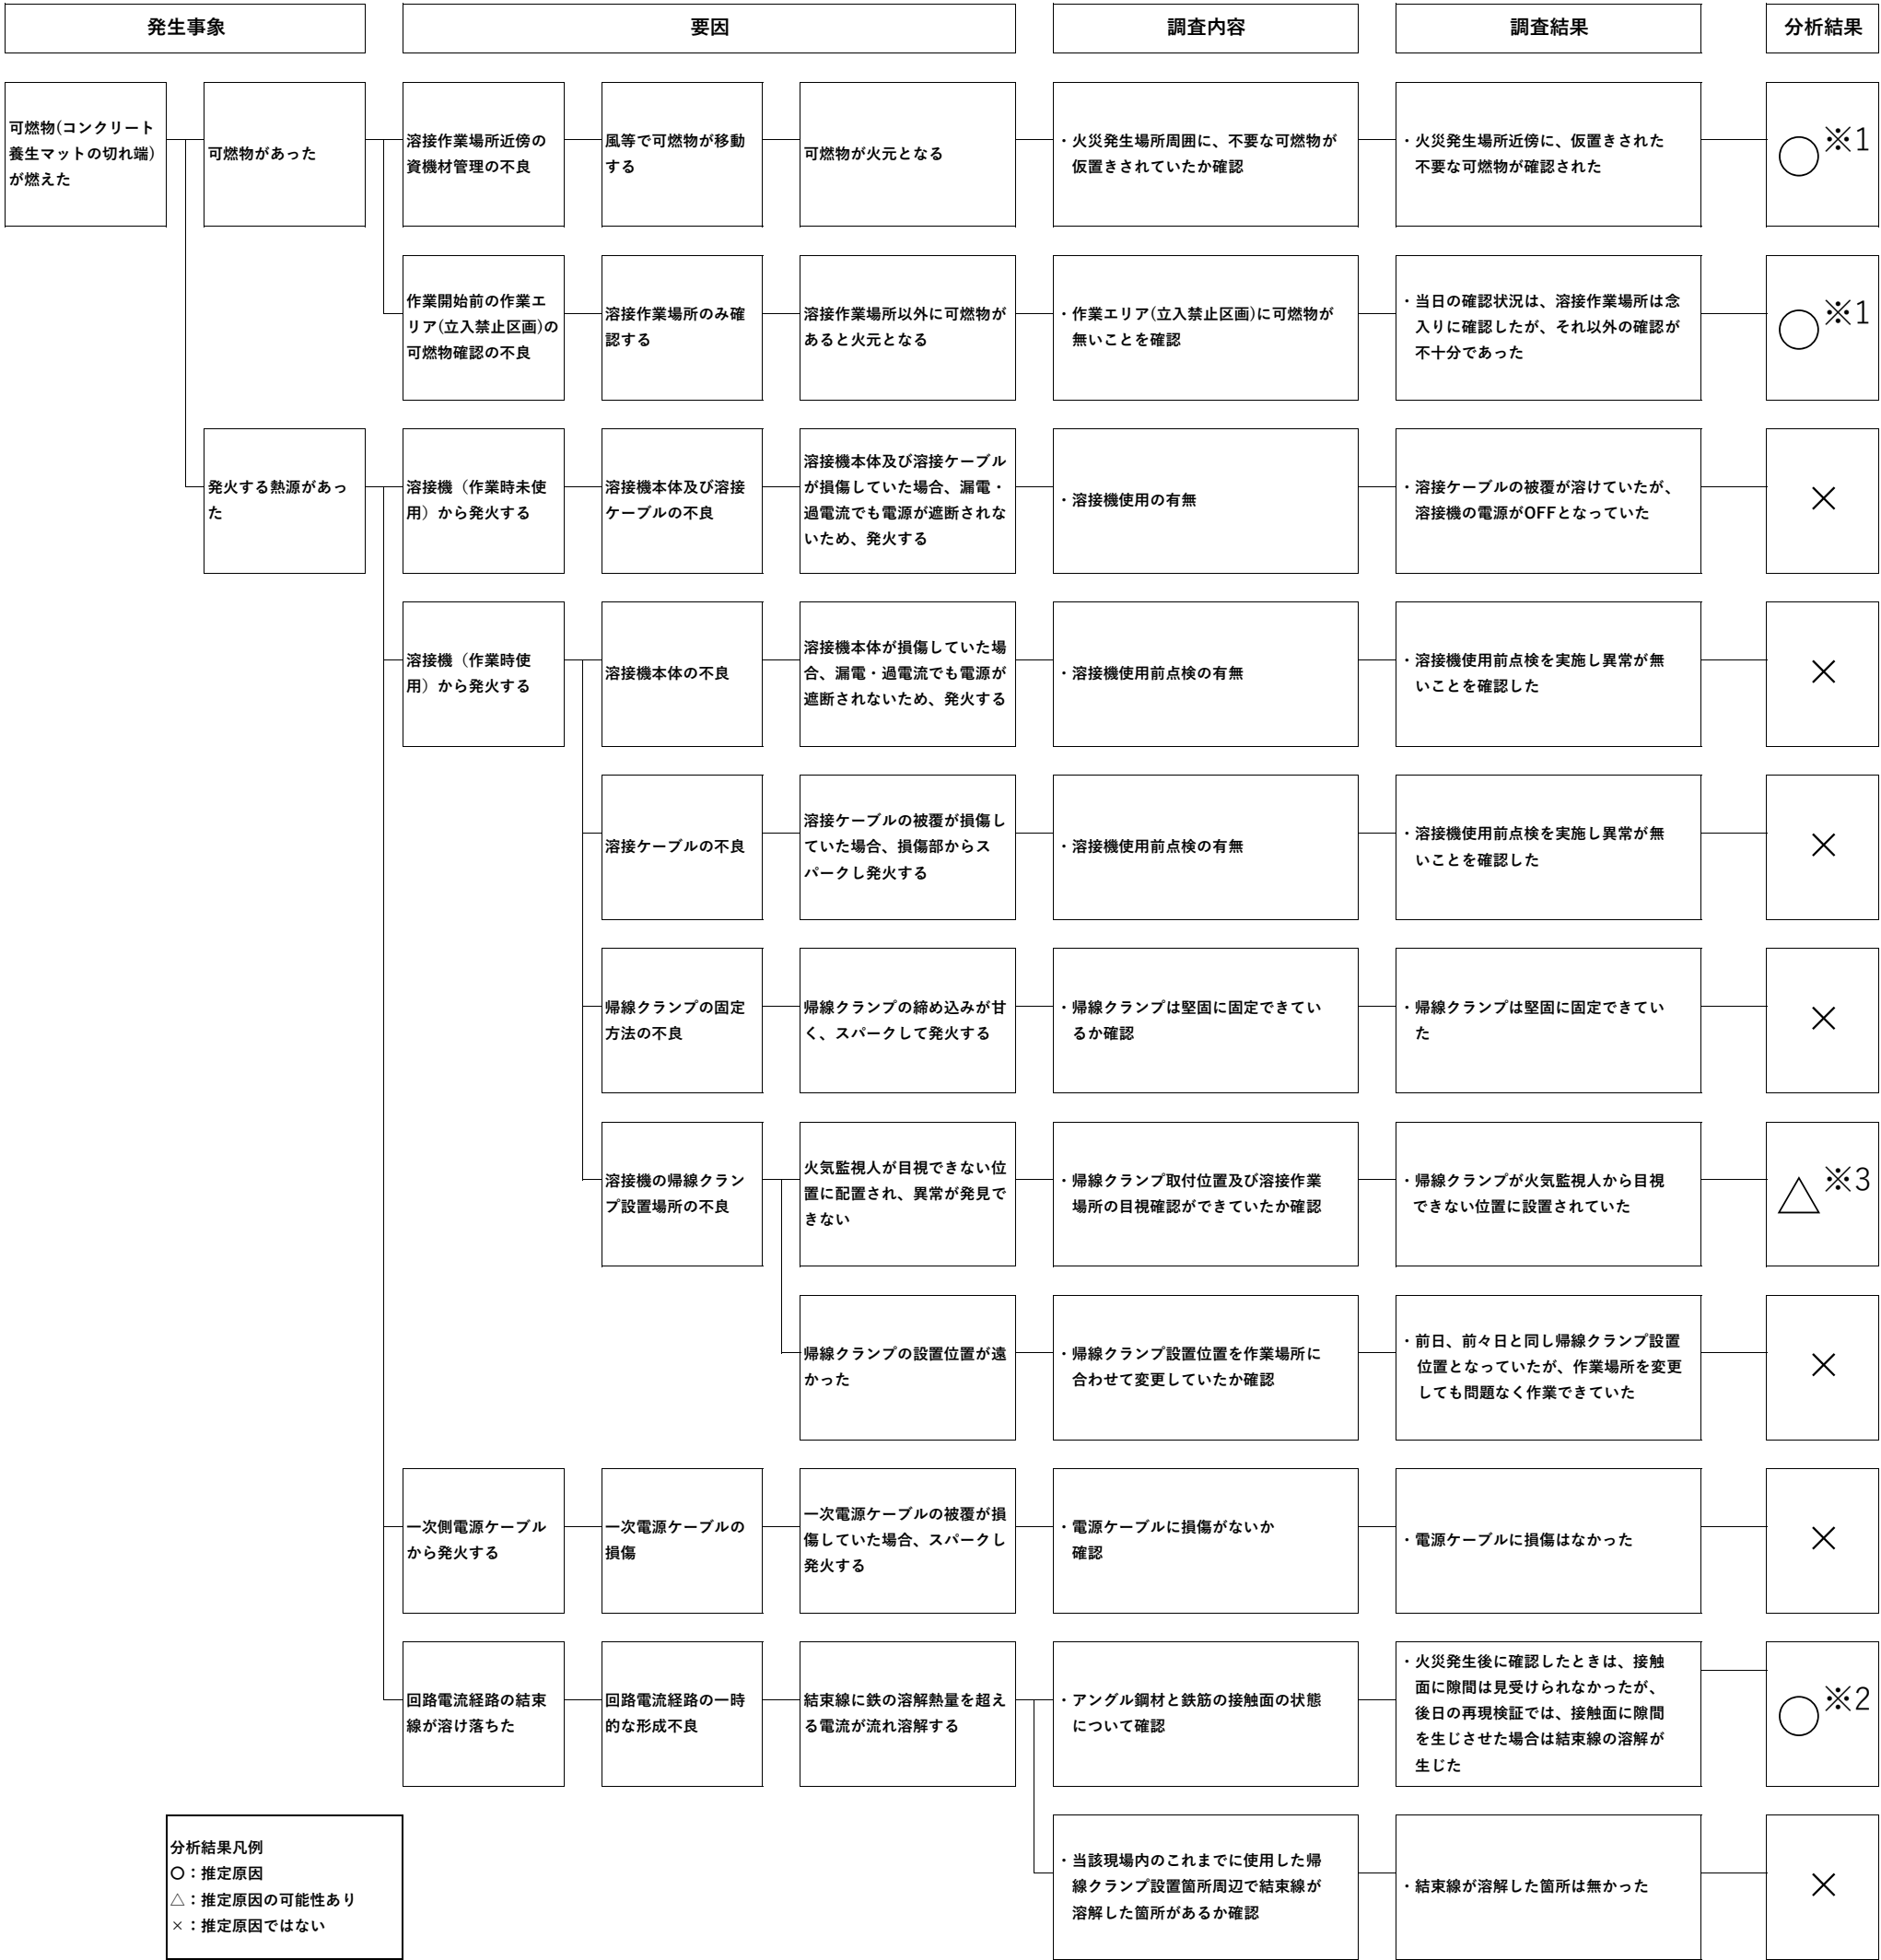 発生事象
要因
調査内容
調査結果
分析結果
可燃物(コンクリート
養生マットの切れ端)
が燃えた
可燃物があった
溶接作業場所近傍の
資機材管理の不良
風等で可燃物が移動
する
可燃物が火元となる
・火災発生場所周囲に、不要な可燃物が
仮置きされていたか確認
・火災発生場所近傍に、仮置きされた
不要な可燃物が確認された
○※1
作業開始前の作業エ
リア(立入禁止区画)の
可燃物確認の不良
溶接作業場所のみ確
認する
溶接作業場所以外に可燃物が
あると火元となる
・作業エリア(立入禁止区画)に可燃物が
無いことを確認
・当日の確認状況は、溶接作業場所は念
入りに確認したが、それ以外の確認が
不十分であった
○※1
発火する熱源があっ
た
溶接機（作業時未使
用）から発火する
溶接機本体及び溶接
ケーブルの不良
溶接機本体及び溶接ケーブル
が損傷していた場合、漏電・
過電流でも電源が遮断されな
いため、発火する
・溶接機使用の有無
・溶接ケーブルの被覆が溶けていたが、
溶接機の電源がOFFとなっていた
×
溶接機（作業時使
用）から発火する
溶接機本体の不良
溶接機本体が損傷していた場
合、漏電・過電流でも電源が
遮断されないため、発火する
・溶接機使用前点検の有無
・溶接機使用前点検を実施し異常が無
いことを確認した
×
溶接ケーブルの不良
溶接ケーブルの被覆が損傷し
ていた場合、損傷部からス
パークし発火する
・溶接機使用前点検の有無
・溶接機使用前点検を実施し異常が無
いことを確認した
×
帰線クランプの固定
方法の不良
帰線クランプの締め込みが甘
く、スパークして発火する
・帰線クランプは堅固に固定できてい
るか確認
・帰線クランプは堅固に固定できてい
た
×
溶接機の帰線クラン
プ設置場所の不良
火気監視人が目視できない位
置に配置され、異常が発見で
きない
・帰線クランプ取付位置及び溶接作業
場所の目視確認ができていたか確認
・帰線クランプが火気監視人から目視
できない位置に設置されていた
△※3
帰線クランプの設置位置が遠
かった
・帰線クランプ設置位置を作業場所に
合わせて変更していたか確認
・前日、前々日と同し帰線クランプ設置
位置となっていたが、作業場所を変更
しても問題なく作業できていた
×
一次側電源ケーブル
から発火する
一次電源ケーブルの
損傷
一次電源ケーブルの被覆が損
傷していた場合、スパークし
発火する
・電源ケーブルに損傷がないか
確認
・電源ケーブルに損傷はなかった
×
回路電流経路の結束
線が溶け落ちた
回路電流経路の一時
的な形成不良
結束線に鉄の溶解熱量を超え
る電流が流れ溶解する
・アングル鋼材と鉄筋の接触面の状態
について確認
・火災発生後に確認したときは、接触
面に隙間は見受けられなかったが、
後日の再現検証では、接触面に隙間
を生じさせた場合は結束線の溶解が
生じた
○※2
・当該現場内のこれまでに使用した帰
線クランプ設置箇所周辺で結束線が
溶解した箇所があるか確認
・結束線が溶解した箇所は無かった
×
分析結果凡例
○：推定原因
△：推定原因の可能性あり
×：推定原因ではない